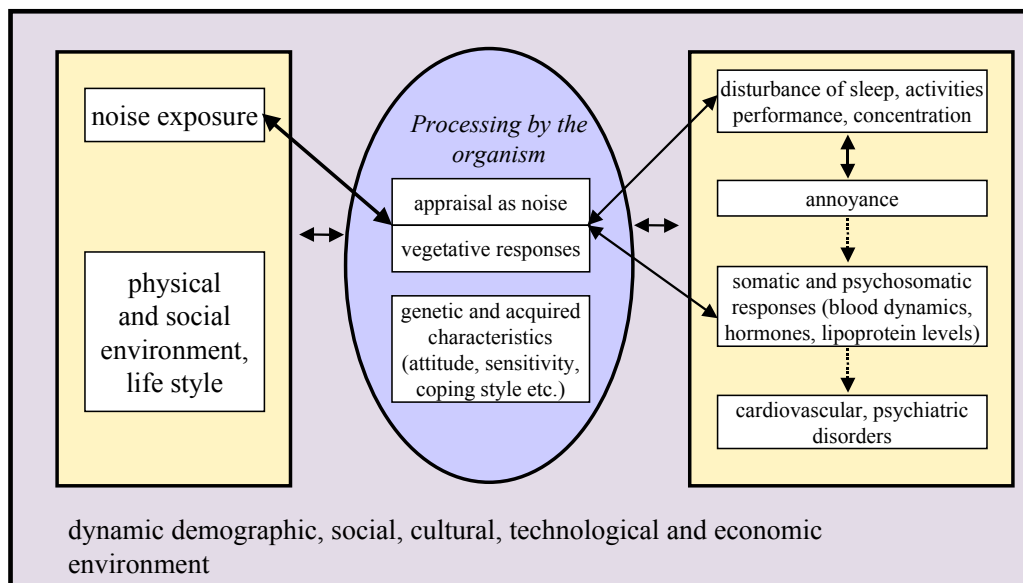 noise exposure
physical
and social
environment,
life style
Processing by the
organism
appraisal as noise
vegetative responses
genetic and acquired
characteristics
(attitude, sensitivity,
coping style etc.)
disturbance of sleep, activities
performance, concentration
annoyance
somatic and psychosomatic
responses (blood dynamics,
hormones, lipoprotein levels)
cardiovascular, psychiatric
disorders
dynamic demographic, social, cultural, technological and economic
environment